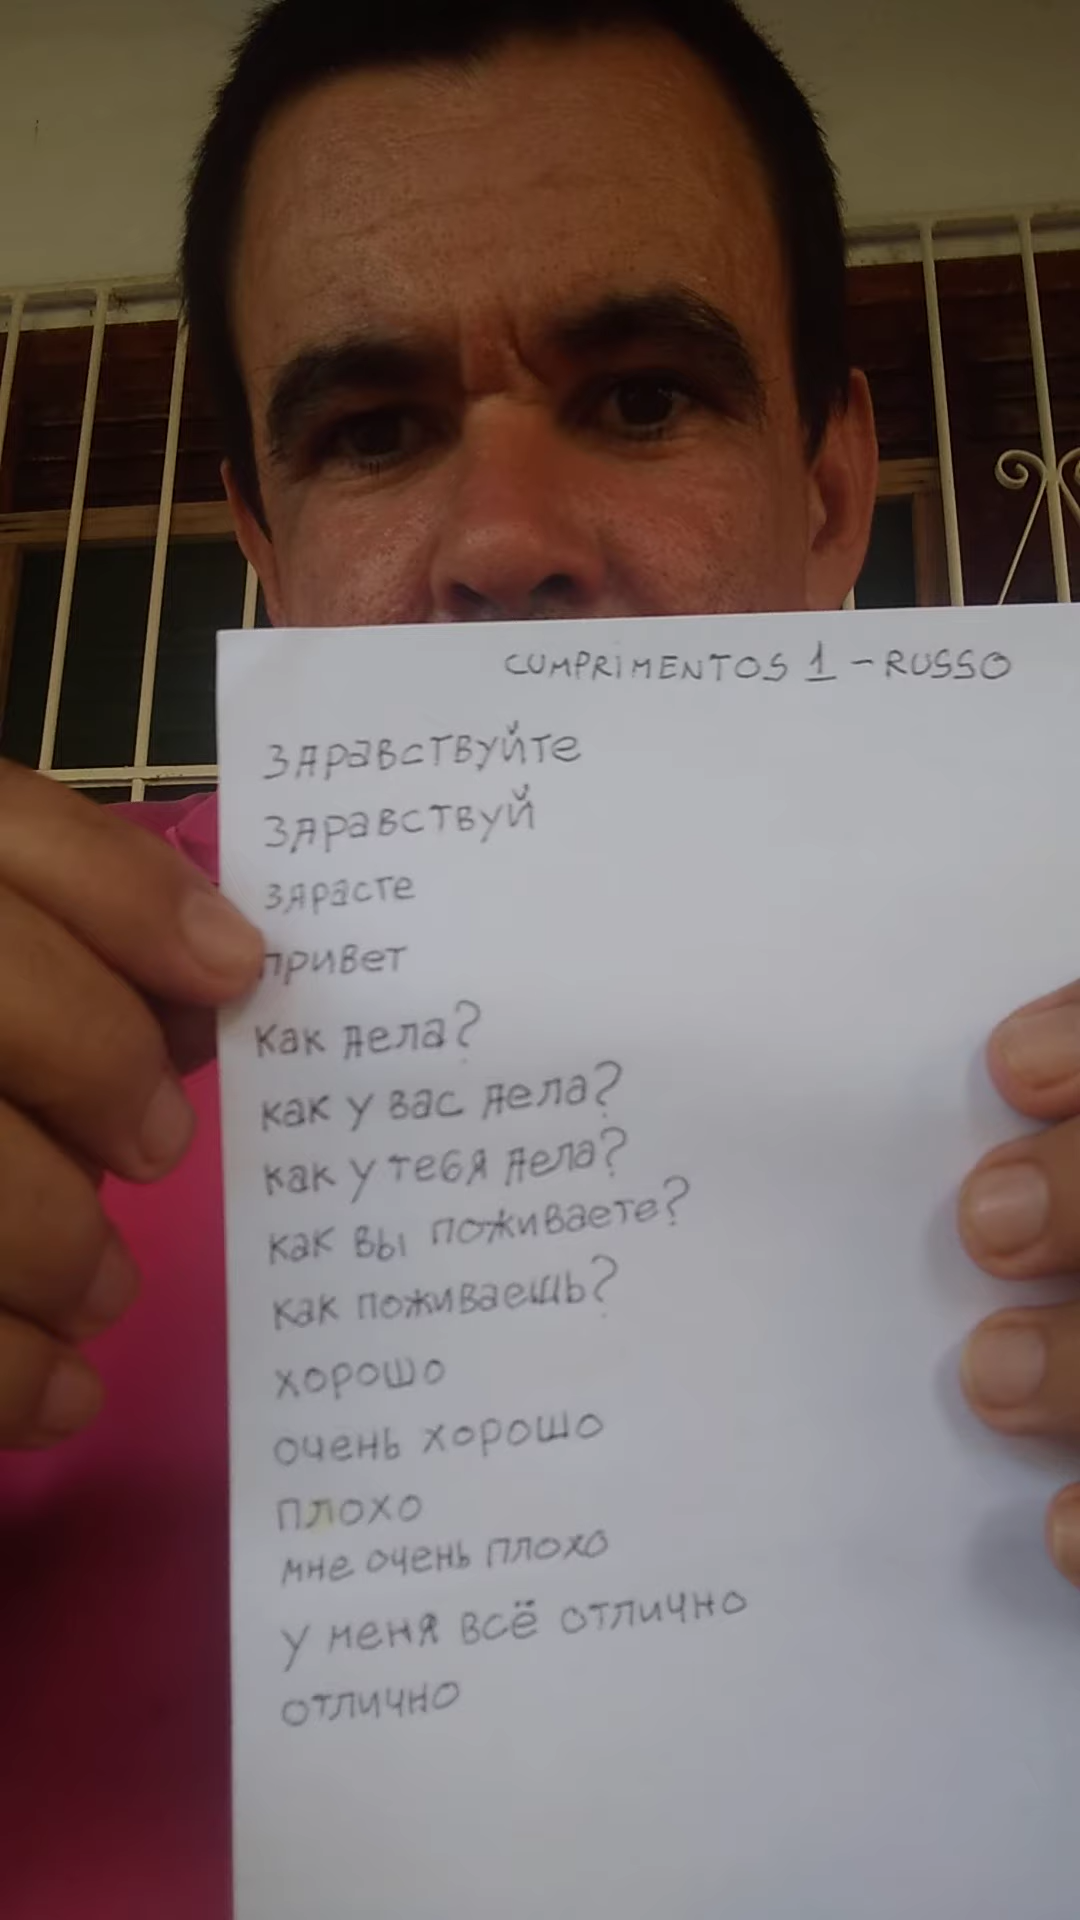 CUMPRIMENTOS 1 – RUSSO
здравствуйте
здравствуй
здрасте
привет
как дела?
как у вас дела?
как у тебя дела?
как вы поживаете?
как поживаешь?
хорошо
очень хорошо
плохо
мне очень плохо
у меня всё отлично
отлично